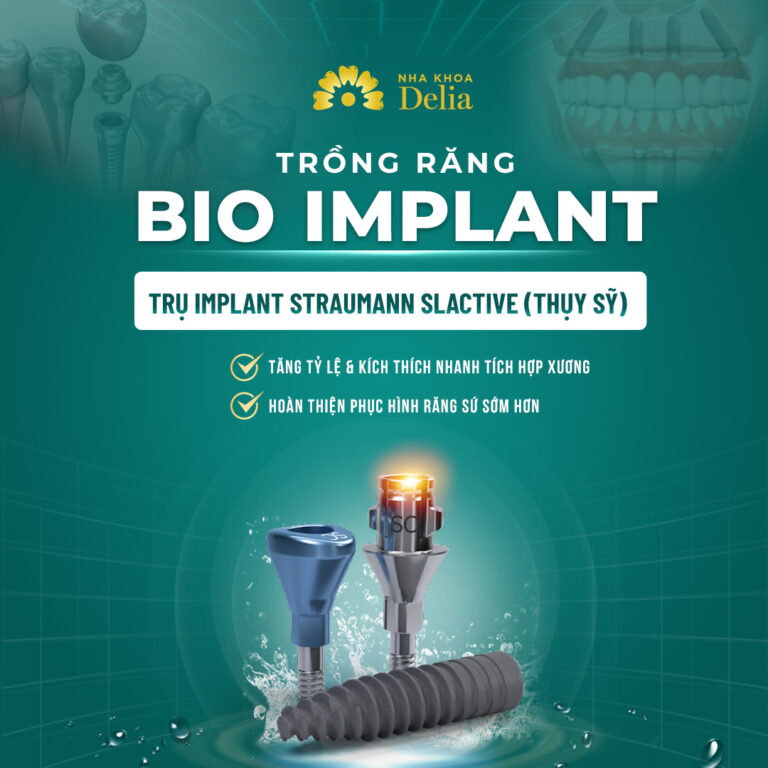 NHA KHOA
Delia
TRỒNG RĂNG
BIO IMPLANT
TRỤ IMPLANT STRAUMANN SLACTIVE (THỤY SỸ)
TĂNG TỶ LỆ & KÍCH THÍCH NHANH TÍCH HỢP XƯƠNG
HOÀN THIỆN PHỤC HÌNH RĂNG SỨ SỚM HƠN
SC